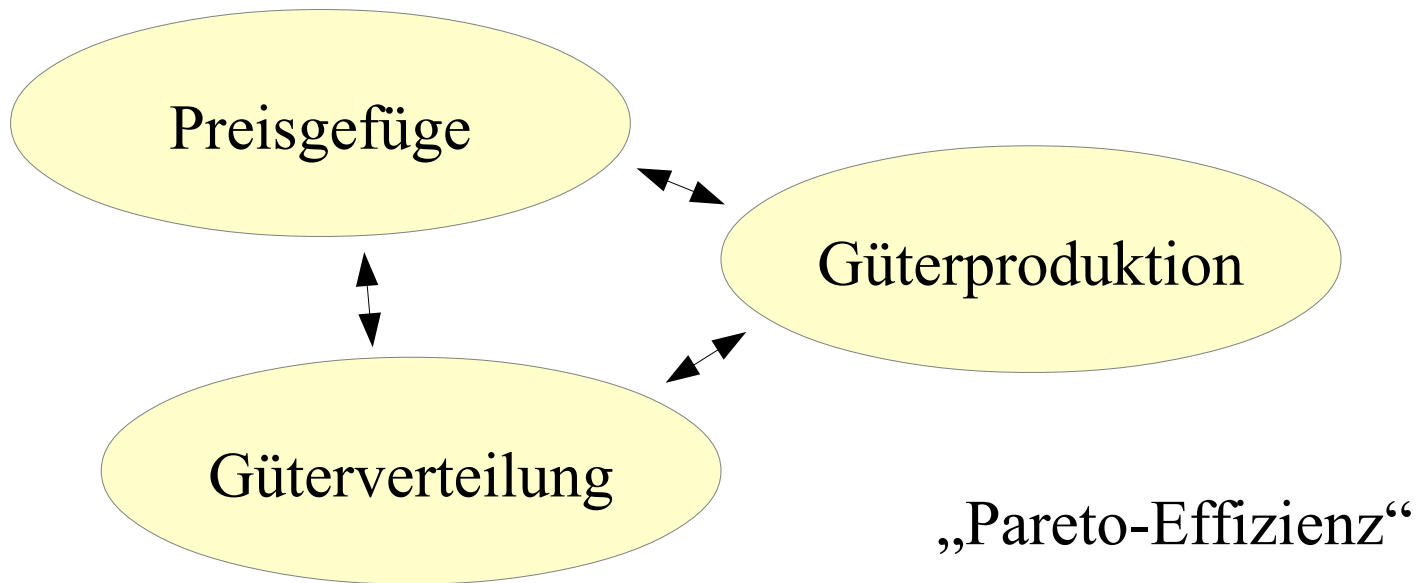 Preisgefüge
Güterproduktion
Güterverteilung
„Pareto-Effizienz“